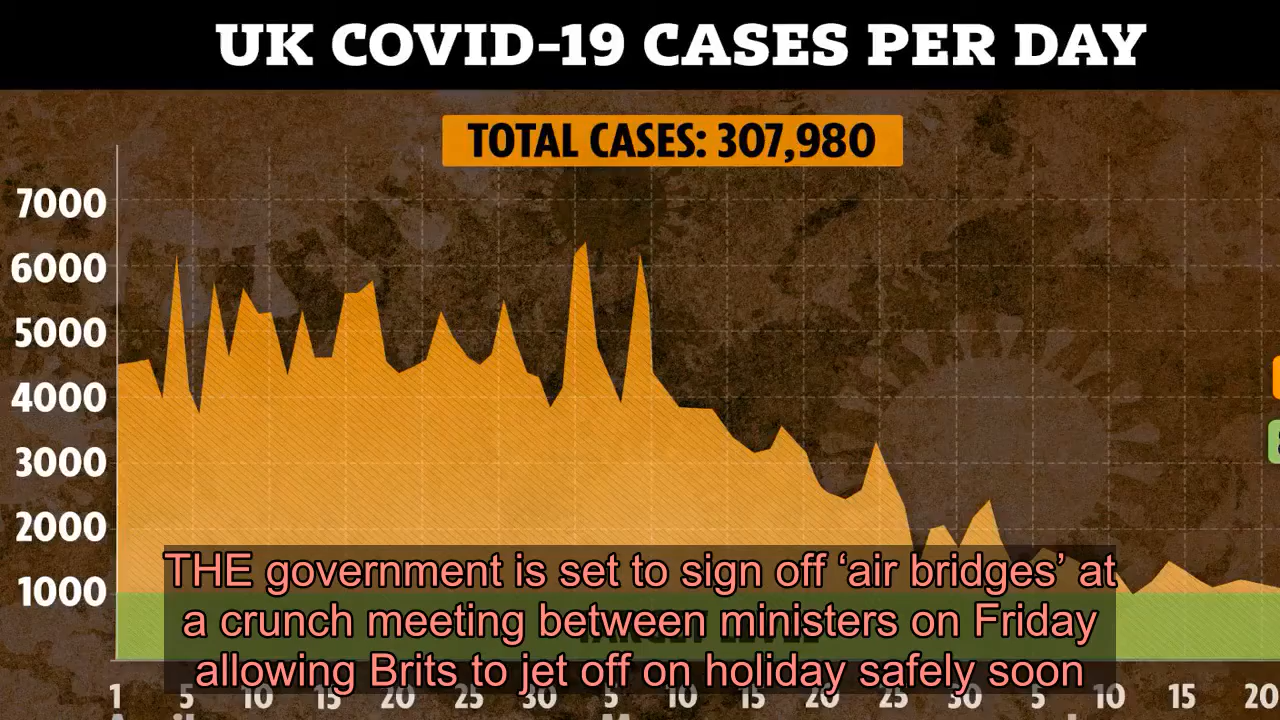 UK COVID-19 CASES PER DAY
TOTAL CASES: 307,980
7000
6000
5000
4000
3000
2000
1000
THE government is set to sign off ‘air bridges’ at
a crunch meeting between ministers on Friday
allowing Brits to jet off on holiday safely soon
1 5 10 15 20 25 30 5 10 15 20 25 30 5 10 15 20